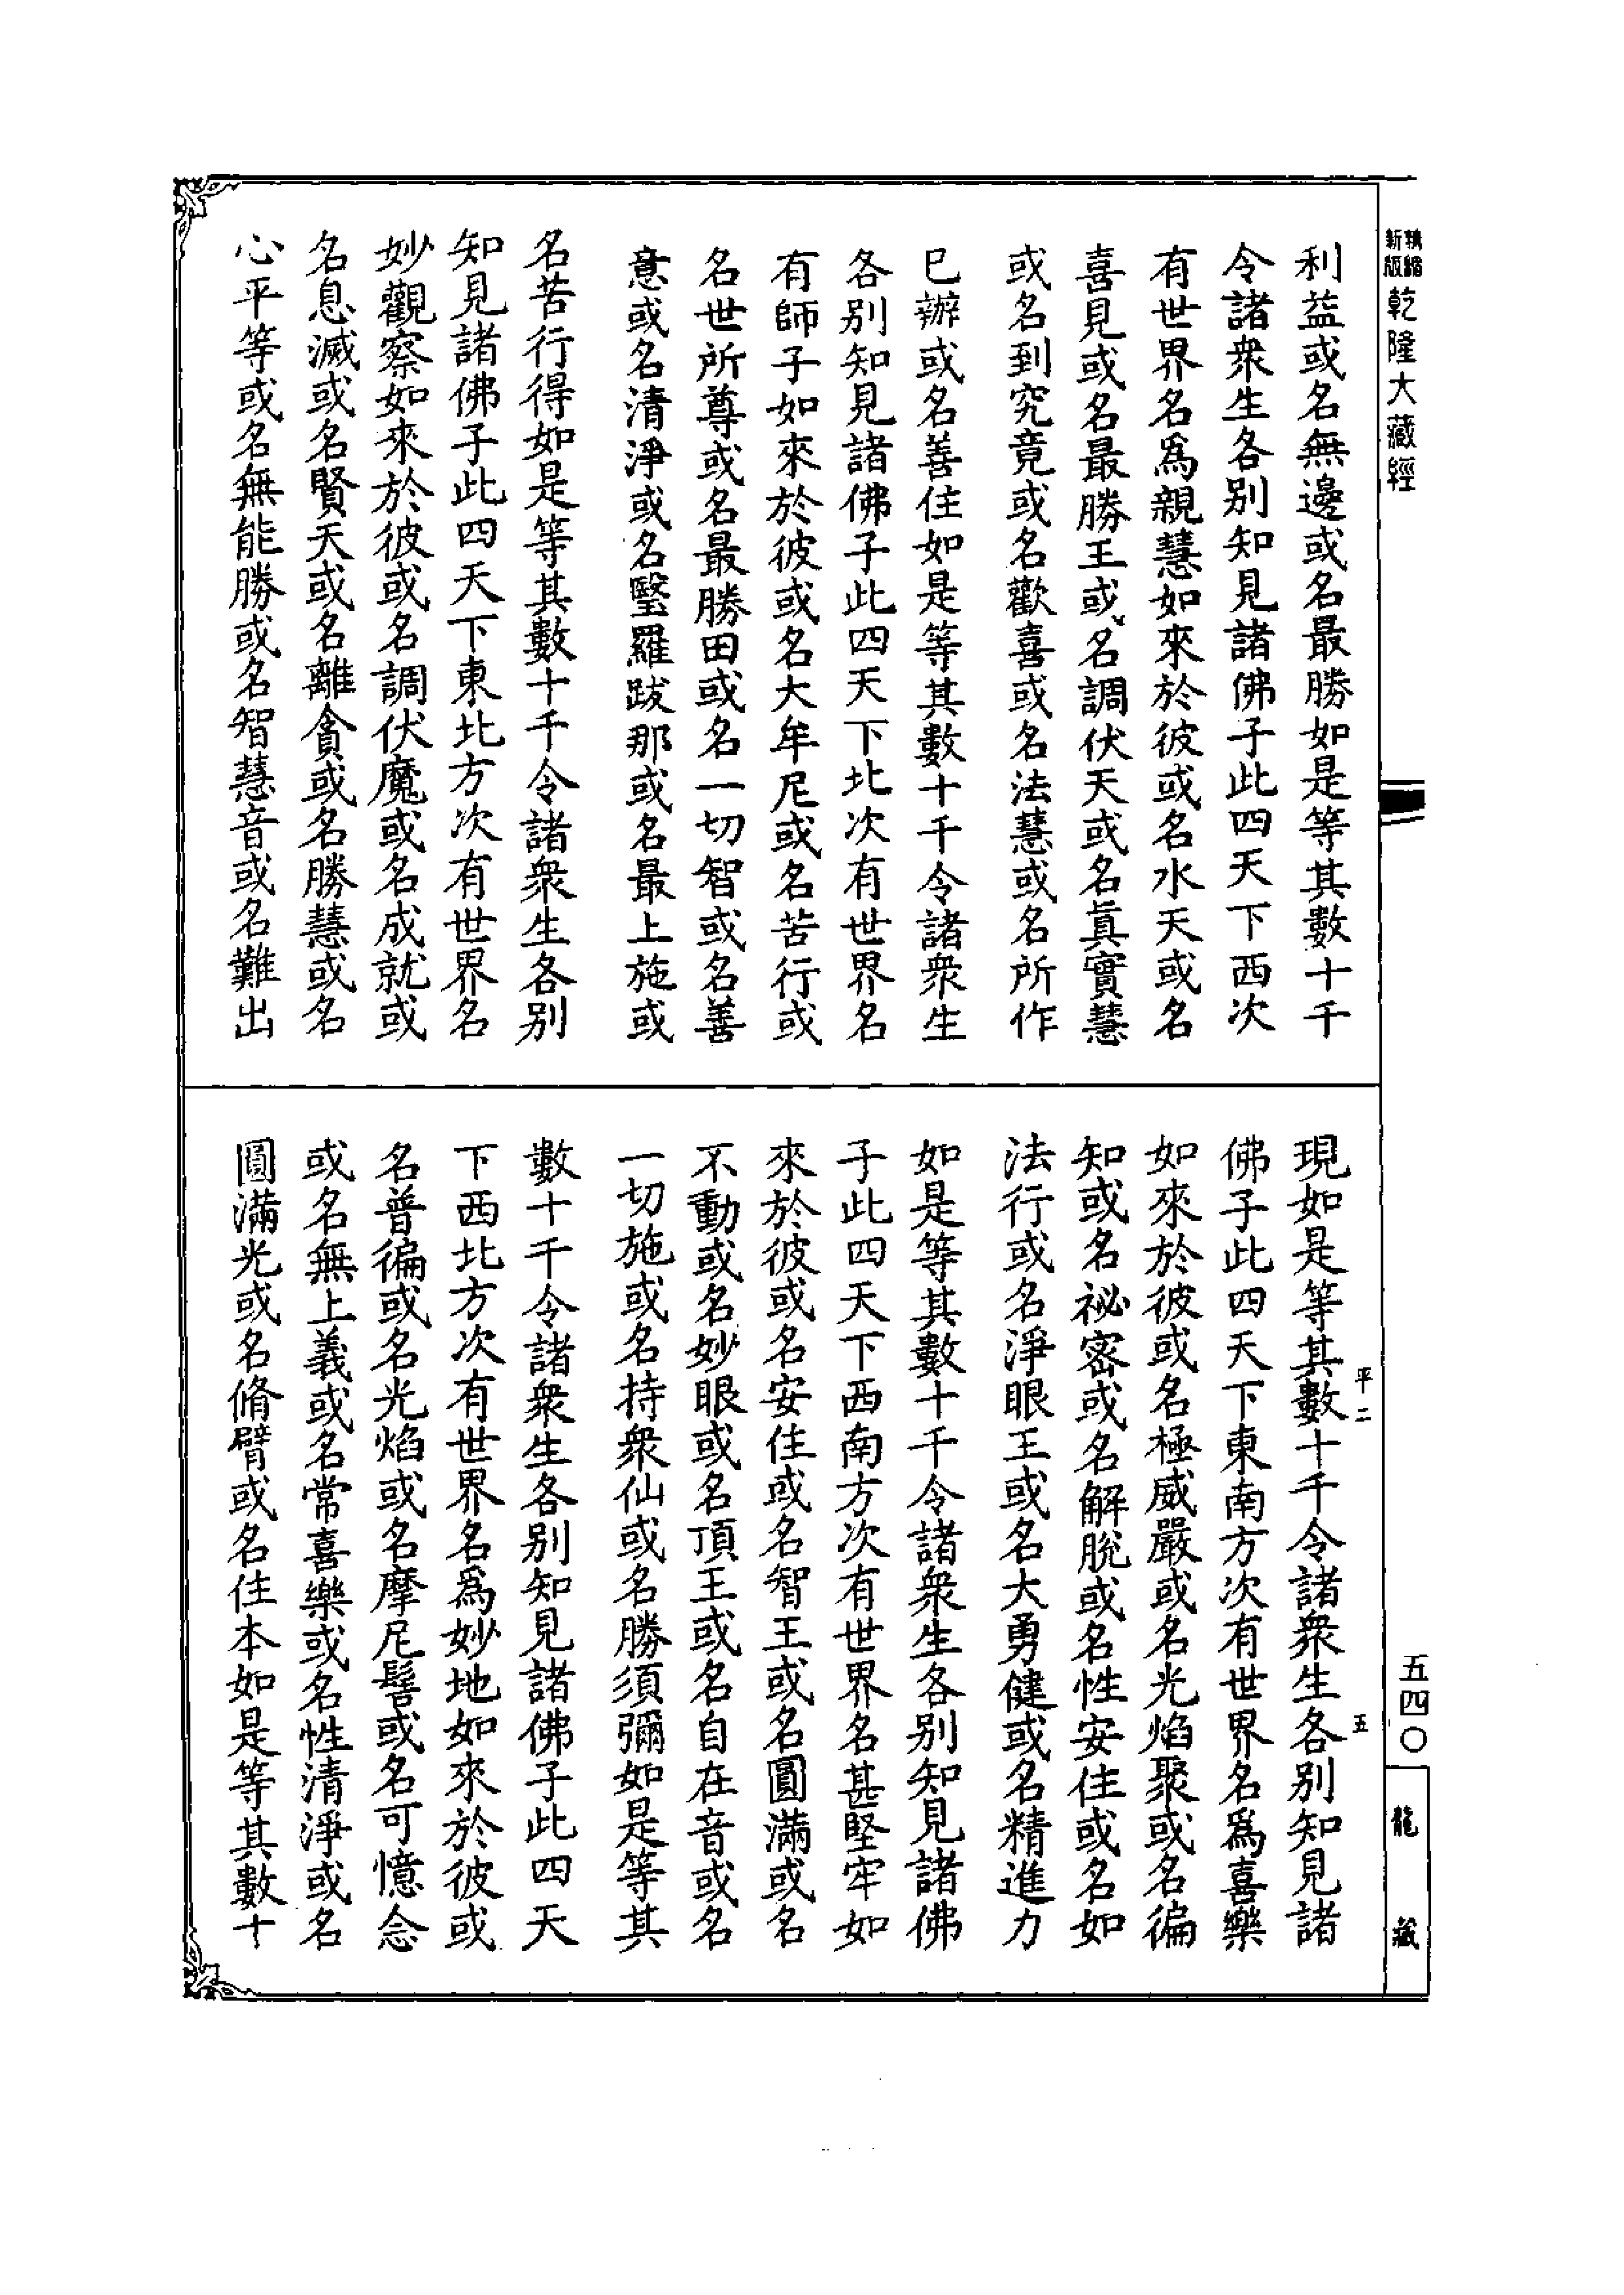 精縮新版乾隆大藏經
利益或名無邊或名最勝如是等其數十千
令諸衆生各別知見諸佛子此四天下西次
有世界名爲親慧如來於彼或名水天或名
喜見或名最勝王或名調伏天或名眞實慧
或名到究竟或名歡喜或名法慧或名所作
已辦或名善住如是等其數十千令諸衆生
各別知見諸佛子此四天下北次有世界名
有師子如來於彼或名大牟尼或名苦行或
名世所尊或名最勝田或名一切智或名善
意或名清淨或名瑿羅跋那或名最上施或
名苦行得如是等其數十千令諸衆生各別
知見諸佛子此四天下東北方次有世界名
妙觀察如來於彼或名調伏魔或名成就或
名息滅或名賢天或名離貪或名勝慧或名
心平等或名無能勝或名智慧音或名難出
現如是等其數十千令諸衆生各別知見諸
佛子此四天下東南方次有世界名爲喜樂
如來於彼或名極威嚴或名光焰聚或名徧
知或名祕密或名解脫或名性安住或名如
法行或名淨眼王或名大勇健或名精進力
如是等其數十千令諸衆生各別知見諸佛
子此四天下西南方次有世界名甚堅牢如
來於彼或名安住或名智王或名圓滿或名
不動或名妙眼或名頂王或名自在音或名
一切施或名持衆仙或名勝須彌如是等其
數十千令諸衆生各別知見諸佛子此四天
下西北方次有世界名爲妙地如來於彼或
名普徧或名光焰或名摩尼髻或名可憶念
或名無上義或名常喜樂或名性清淨或名
圓滿光或名脩臂或名住本如是等其數十
平二
五
五四〇
龍藏